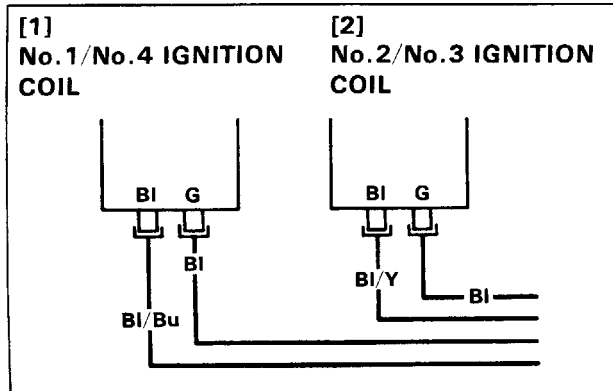 [1]
No.1/No.4 IGNITION
COIL
[2]
No.2/No.3 IGNITION
COIL
Bl G
Bl G
Bl
Bl/Bu
Bl/Y
Bl